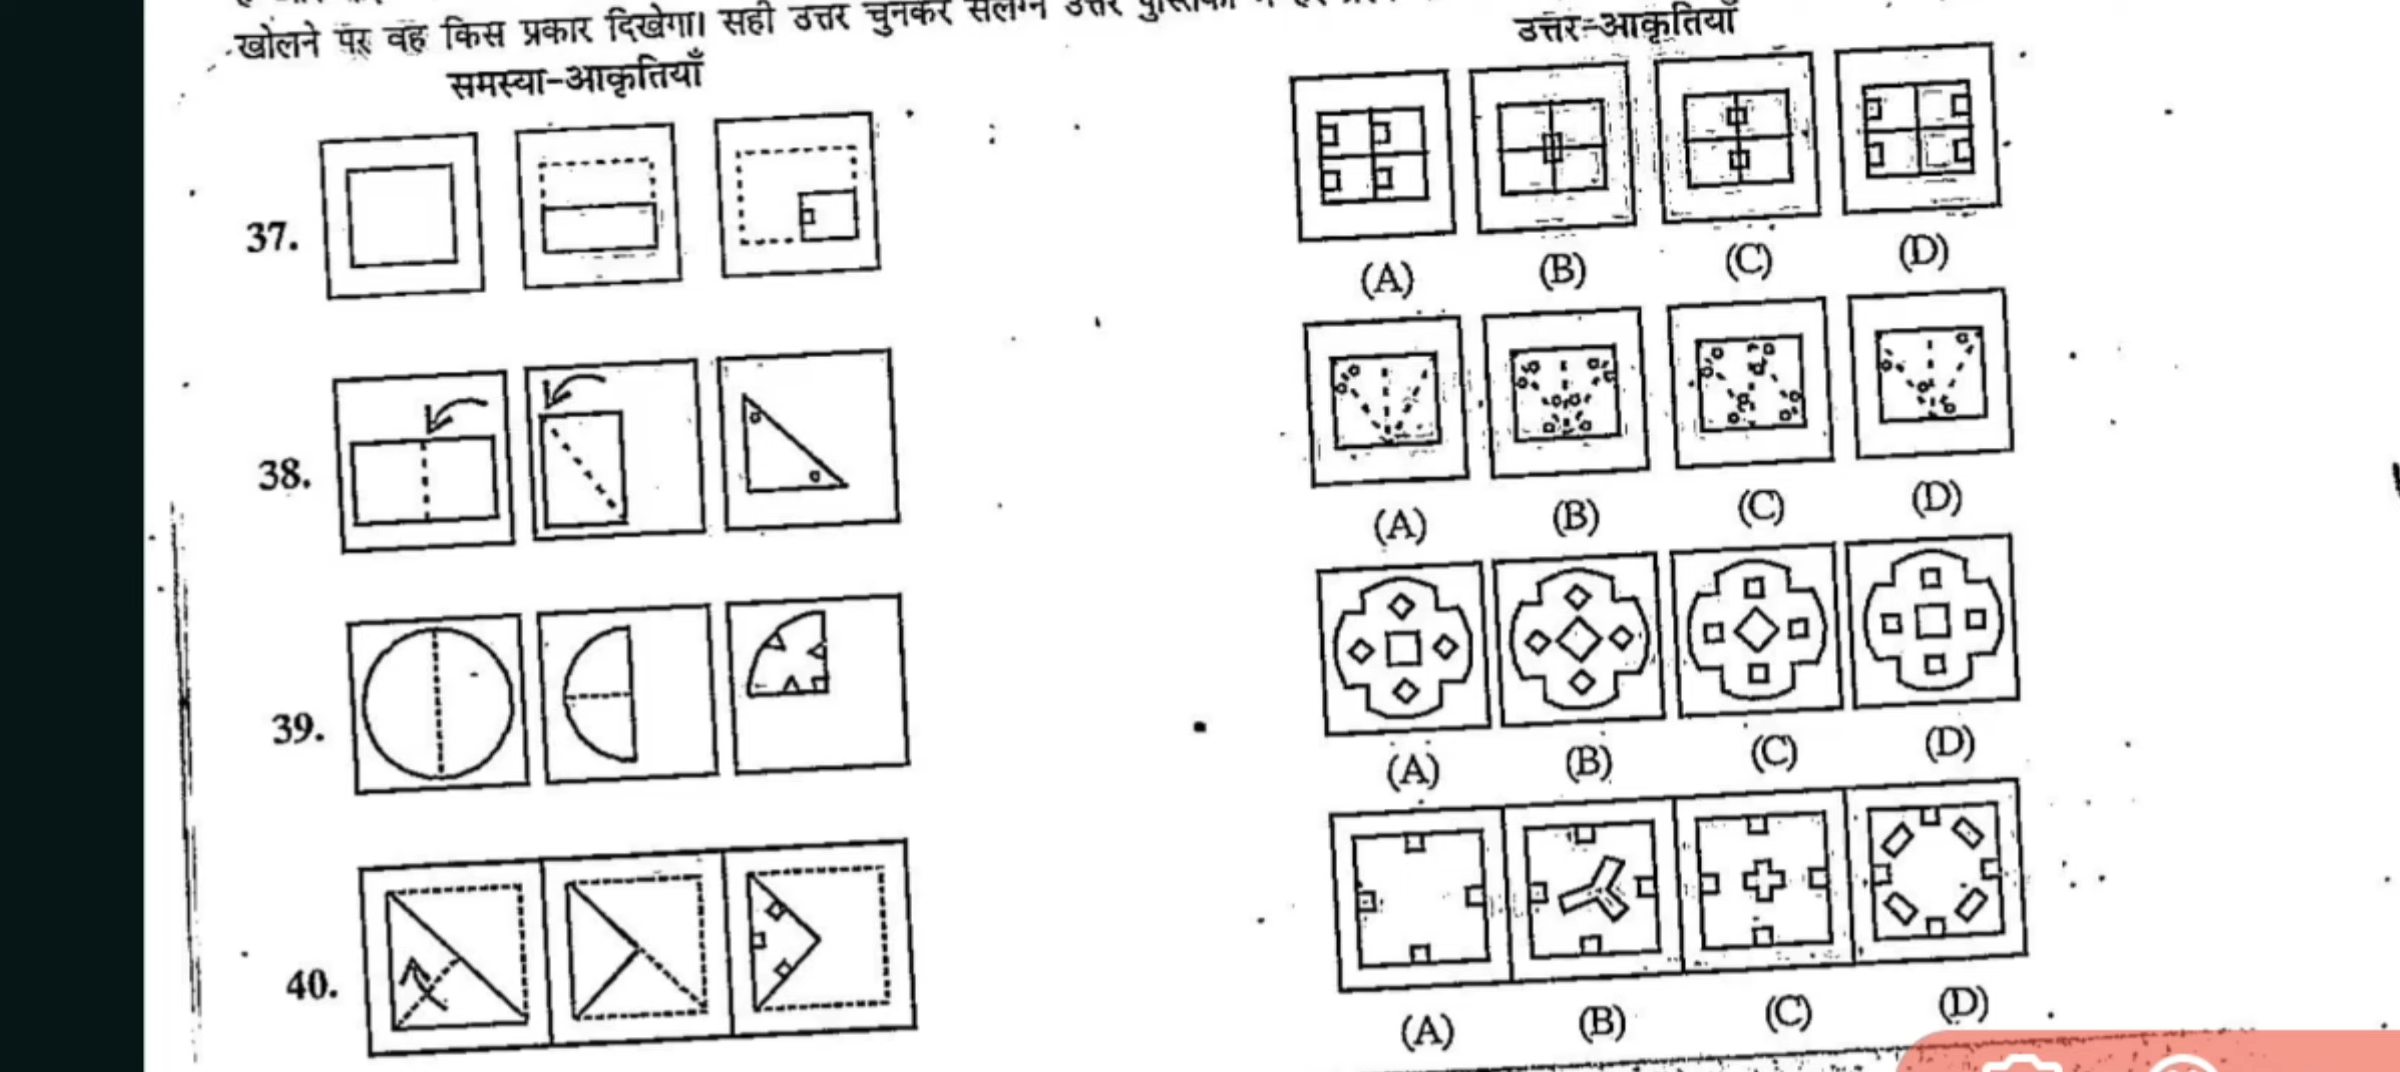 खोलने पर वह किस प्रकार दिखेगा। सही उत्तर चुनकर संलग्न उत्तर
समस्या-आकृतियाँ
उत्तर-आकृतियाँ
37.
(A) (B) (C) (D)
38.
(A) (B) (C) (D)
39.
(A) (B) (C) (D)
40.
(A) (B) (C) (D)